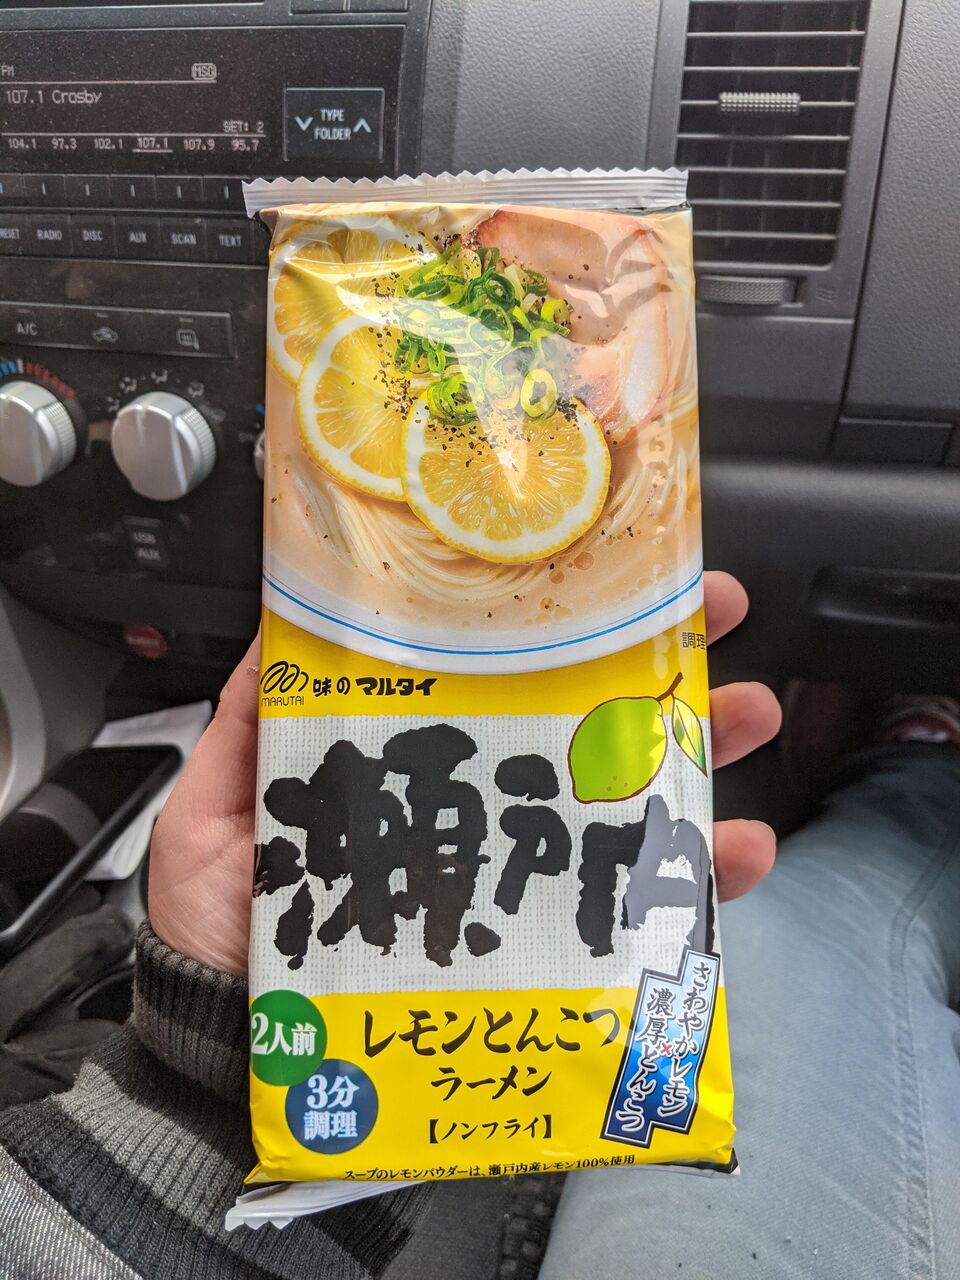 FM
MSG
107.1 Crosby
SET: 2
104.1 97.3 102.1 107.1 107.9 95.7
TYPE
FOLDER
RADIO DISC AUX SCAN TEXT
A/C
USB
AUX
調理
MARUTAI
味のマルタイ
瀬戸内
さわやかレモン
×
濃厚とんこつ
2人前
レモンとんこつ
ラーメン
3分
調理
【ノンフライ】
スープのレモンパウダーは、瀬戸内産レモン100%使用